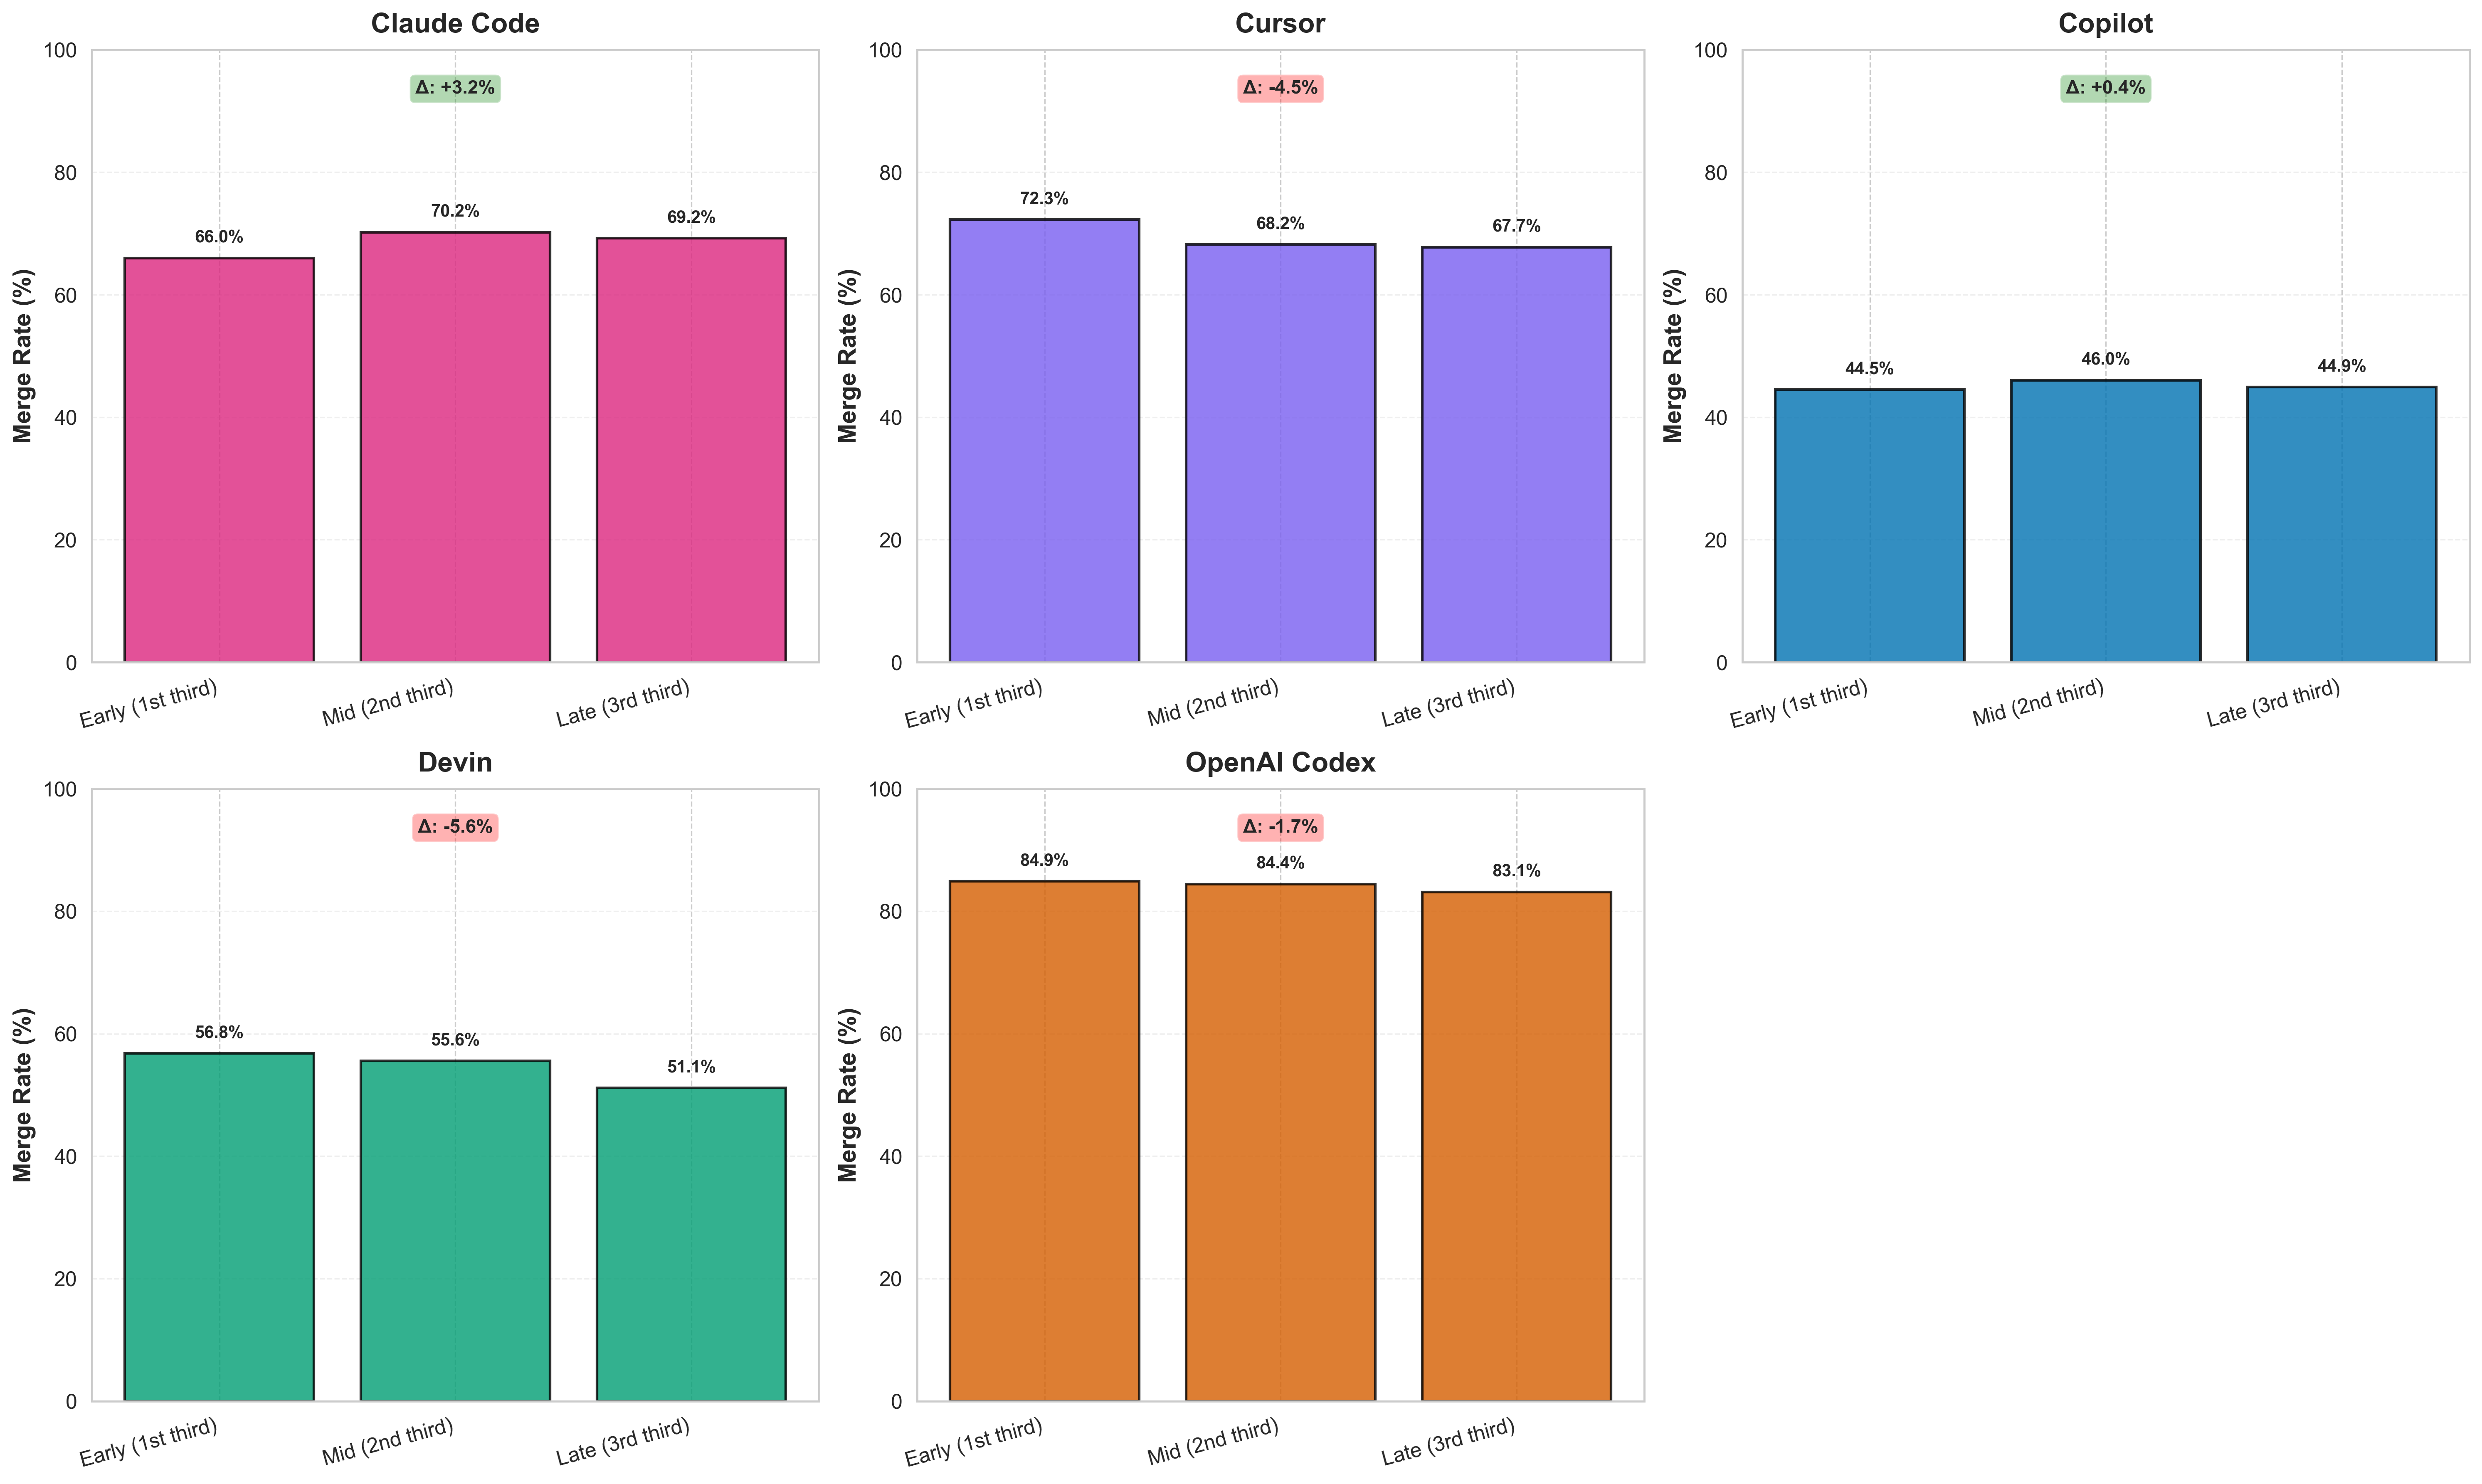 Claude Code
Δ: +3.2%
Merge Rate (%)
100
80
60
40
20
0
66.0%
70.2%
69.2%
Early (1st third)
Mid (2nd third)
Late (3rd third)
Cursor
Δ: -4.5%
Merge Rate (%)
100
80
60
40
20
0
72.3%
68.2%
67.7%
Early (1st third)
Mid (2nd third)
Late (3rd third)
Copilot
Δ: +0.4%
Merge Rate (%)
100
80
60
40
20
0
44.5%
46.0%
44.9%
Early (1st third)
Mid (2nd third)
Late (3rd third)
Devin
Δ: -5.6%
Merge Rate (%)
100
80
60
40
20
0
56.8%
55.6%
51.1%
Early (1st third)
Mid (2nd third)
Late (3rd third)
OpenAI Codex
Δ: -1.7%
Merge Rate (%)
100
80
60
40
20
0
84.9%
84.4%
83.1%
Early (1st third)
Mid (2nd third)
Late (3rd third)